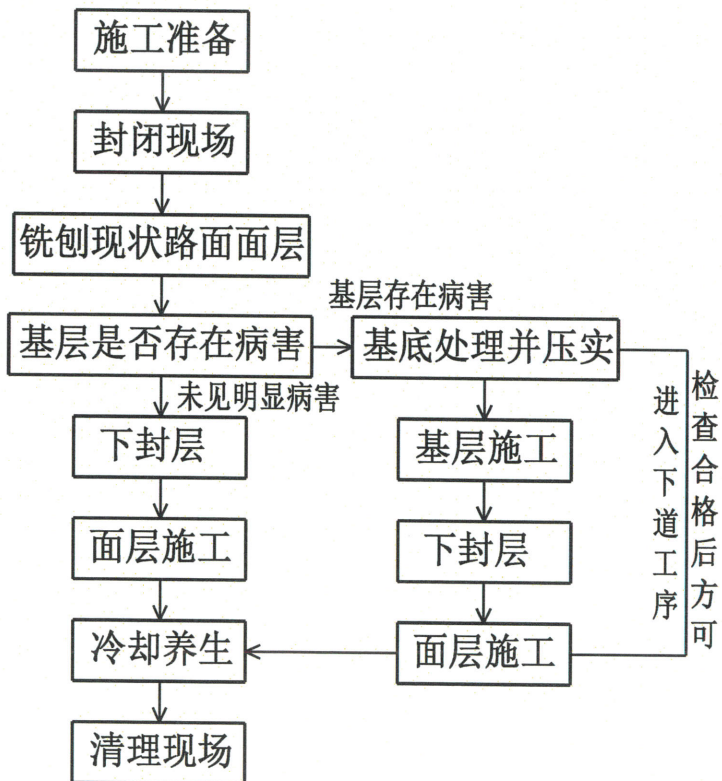 施工准备
封闭现场
铣刨现状路面面层
基层存在病害
基层是否存在病害
基底处理并压实
未见明显病害
下封层
基层施工
面层施工
下封层
冷却养生
面层施工
清理现场
检查合格后方可
进入下道工序